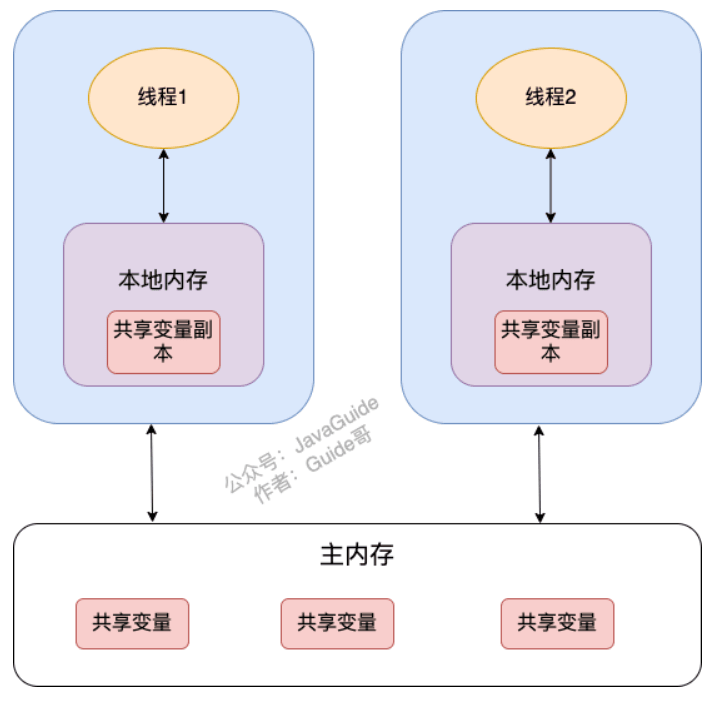 线程1
线程2
本地内存
共享变量副
本
本地内存
共享变量副
本
公众号：JavaGuide
作者：Guide哥
主内存
共享变量
共享变量
共享变量